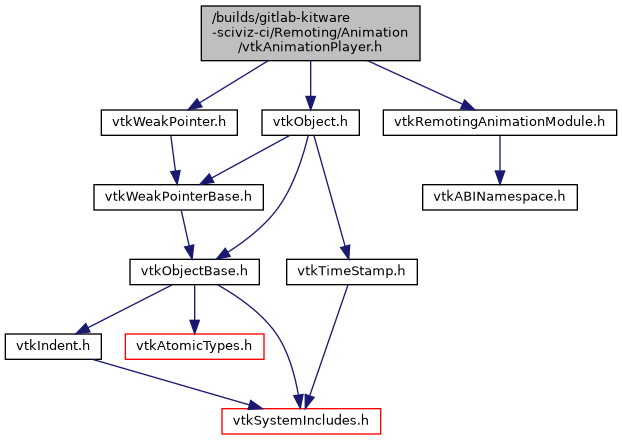 /builds/gitlab-kitware
-sciviz-ci/Remoting/Animation
/vtkAnimationPlayer.h
vtkWeakPointer.h
vtkObject.h
vtkRemotingAnimationModule.h
vtkWeakPointerBase.h
vtkABINamespace.h
vtkObjectBase.h
vtkTimeStamp.h
vtkIndent.h
vtkAtomicTypes.h
vtkSystemIncludes.h